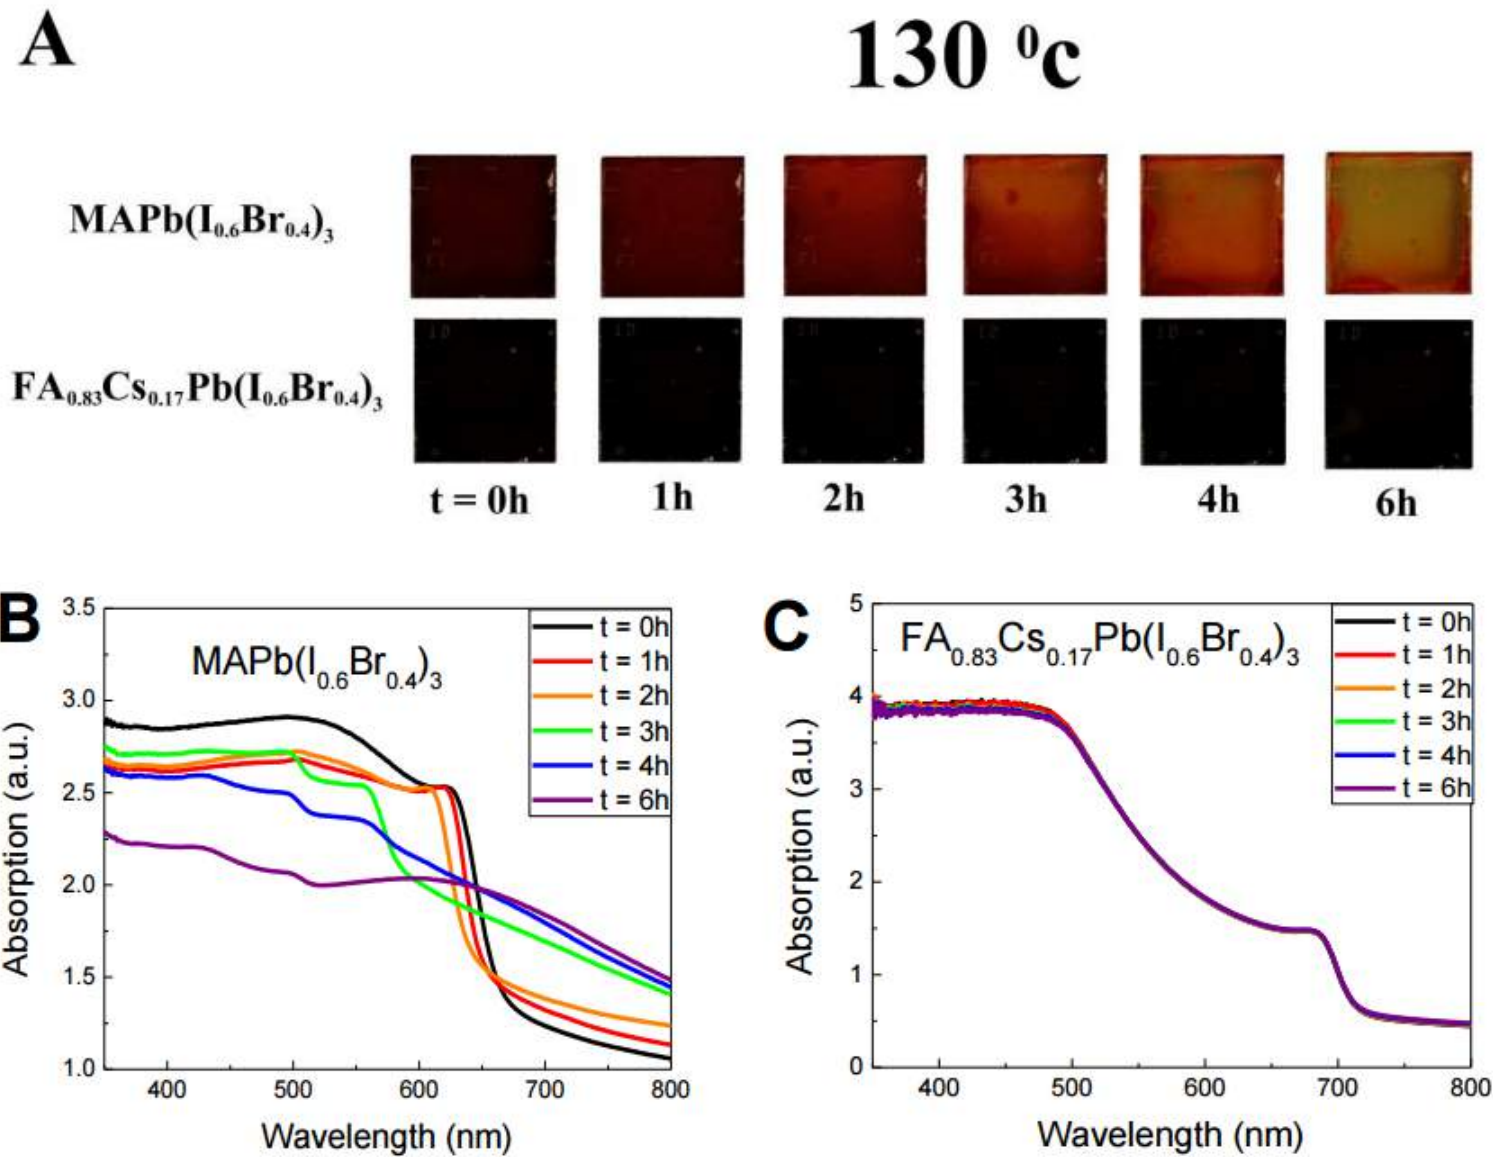 A
130 ⁰c
MAPb(I₀.₆Br₀.₄)₃
FA₀.₈₃Cs₀.₁₇Pb(I₀.₆Br₀.₄)₃
t = 0h 1h 2h 3h 4h 6h
B
MAPb(I₀.₆Br₀.₄)₃
t = 0h
t = 1h
t = 2h
t = 3h
t = 4h
t = 6h
3.5
3.0
2.5
2.0
1.5
1.0
Absorption (a.u.)
400 500 600 700 800
Wavelength (nm)
C
FA₀.₈₃Cs₀.₁₇Pb(I₀.₆Br₀.₄)₃
t = 0h
t = 1h
t = 2h
t = 3h
t = 4h
t = 6h
5
4
3
2
1
0
Absorption (a.u.)
400 500 600 700 800
Wavelength (nm)